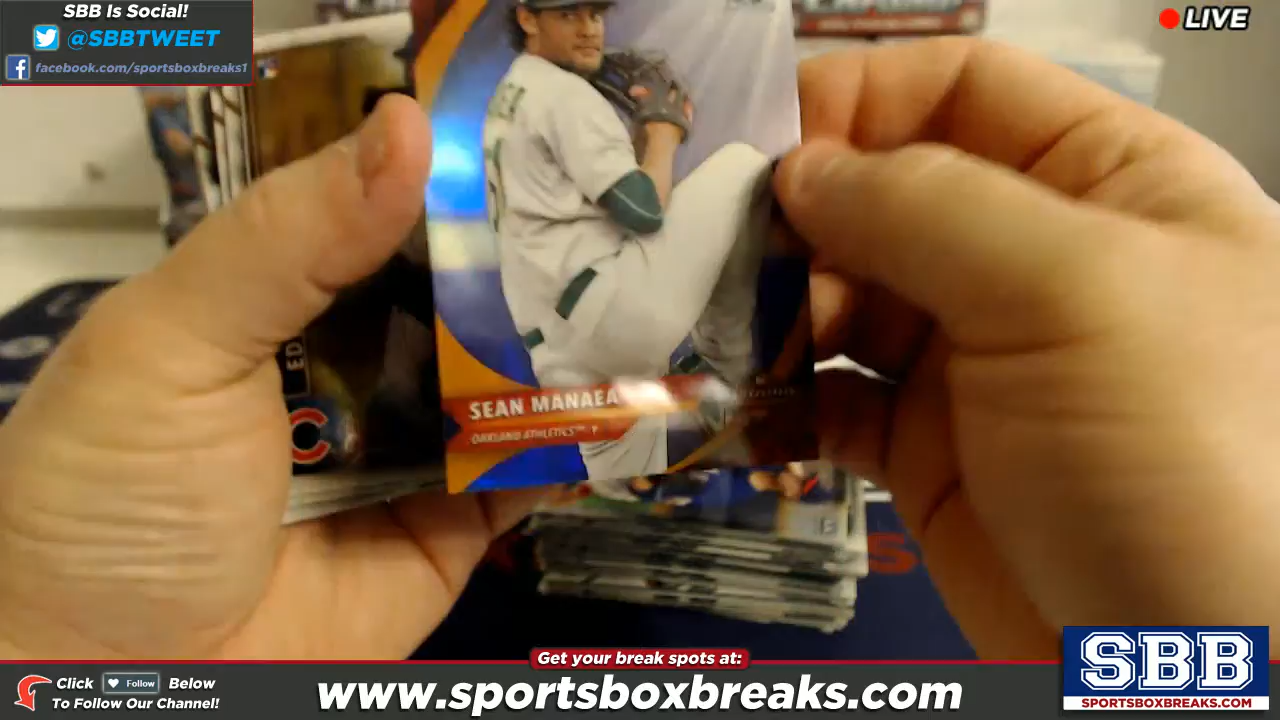 SBB Is Social!
@SBBTWEET
facebook.com/sportsboxbreaks1
LIVE
ED
C
SEAN MANAEA
OAKLAND ATHLETICS™ P
Get your break spots at:
Click Follow Below
To Follow Our Channel!
www.sportsboxbreaks.com
SBB
SPORTSBOXBREAKS.COM